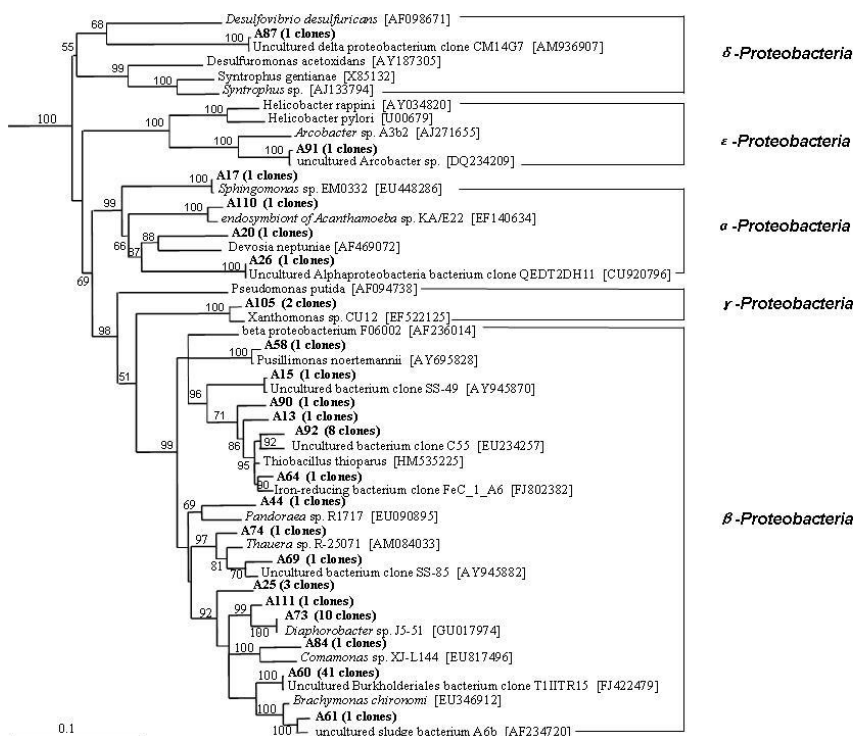 Desulfovibrio desulfuricans [AF098671]
68
A87 (1 clones)
55
Uncultured delta proteobacterium clone CM14G7 [AM936907]
100
δ-Proteobacteria
Desulfuromonas acetoxidans [AY187305]
99
Syntrophus gentianae [X85132]
100
Syntrophus sp. [AJ133794]
Helicobacter rappini [AY034820]
100
100
Helicobacter pylori [U00679]
100
Arcobacter sp. A3b2 [AJ271655]
100
ε-Proteobacteria
A91 (1 clones)
100
uncultured Arcobacter sp. [DQ234209]
A17 (1 clones)
100
Sphingomonas sp. EM0332 [EU448286]
99
A110 (1 clones)
100
endosymbiont of Acanthamoeba sp. KA/E22 [EF140634]
α-Proteobacteria
A20 (1 clones)
66
88
87
Devosia neptuniae [AF469072]
A26 (1 clones)
100
Uncultured Alphaproteobacteria bacterium clone QEDT2DH11 [CU920796]
69
Pseudomonas putida [AF094738]
A105 (2 clones)
100
γ-Proteobacteria
Xanthomonas sp. CU12 [EF522125]
98
beta proteobacterium F06002 [AF236014]
A58 (1 clones)
100
Pusillimonas noertemannii [AY695828]
51
A15 (1 clones)
100
Uncultured bacterium clone SS-49 [AY945870]
96
A90 (1 clones)
71
A13 (1 clones)
A92 (8 clones)
86
92
99
Uncultured bacterium clone C55 [EU234257]
95
Thiobacillus thioparus [HM535225]
A64 (1 clones)
90
Iron-reducing bacterium clone FeC_1_A6 [FJ802382]
A44 (1 clones)
69
Pandoraea sp. R1717 [EU090895]
β-Proteobacteria
A74 (1 clones)
97
Thauera sp. R-25071 [AM084033]
A69 (1 clones)
81
70
Uncultured bacterium clone SS-85 [AY945882]
A25 (3 clones)
92
A111 (1 clones)
99
A73 (10 clones)
100
Diaphorobacter sp. J5-51 [GU017974]
A84 (1 clones)
100
Comamonas sp. XJ-L144 [EU817496]
A60 (41 clones)
100
Uncultured Burkholderiales bacterium clone T1IITR15 [FJ422479]
Brachymonas chironomi [EU346912]
100
A61 (1 clones)
100
uncultured sludge bacterium A6b [AF234720]
0.1